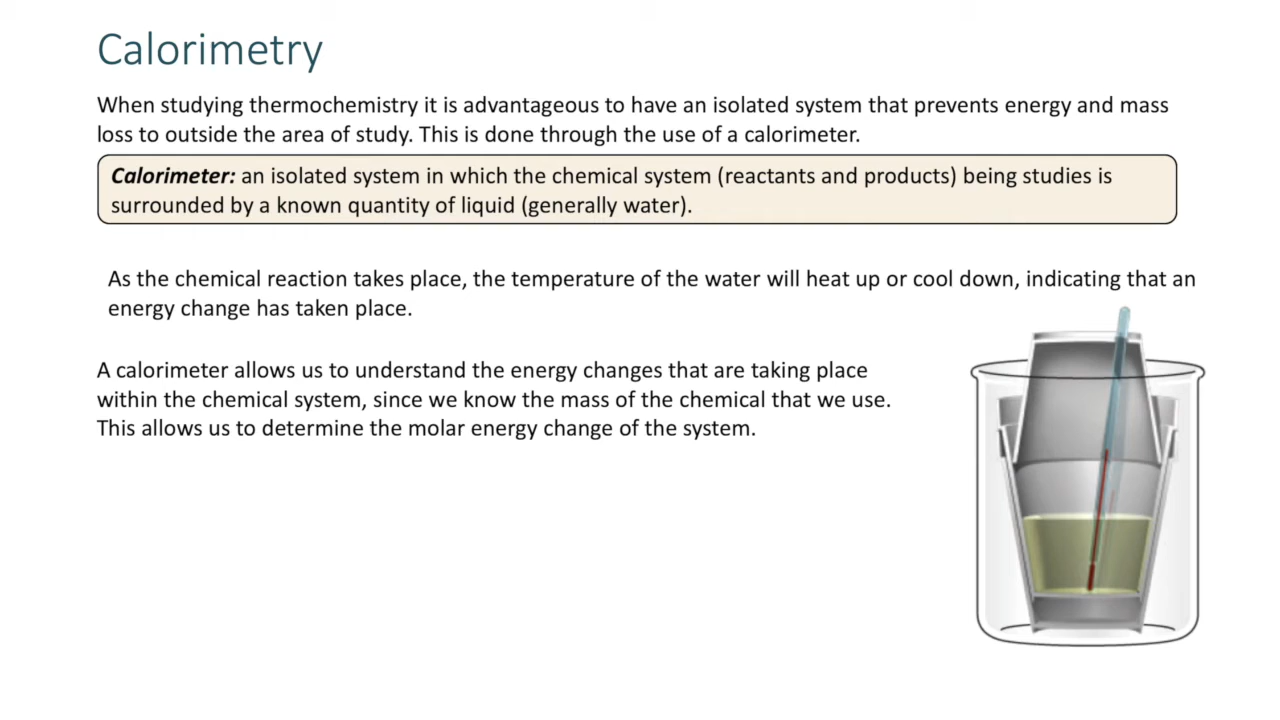 Calorimetry
When studying thermochemistry it is advantageous to have an isolated system that prevents energy and mass
loss to outside the area of study. This is done through the use of a calorimeter.
Calorimeter: an isolated system in which the chemical system (reactants and products) being studies is
surrounded by a known quantity of liquid (generally water).
As the chemical reaction takes place, the temperature of the water will heat up or cool down, indicating that an
energy change has taken place.
A calorimeter allows us to understand the energy changes that are taking place
within the chemical system, since we know the mass of the chemical that we use.
This allows us to determine the molar energy change of the system.